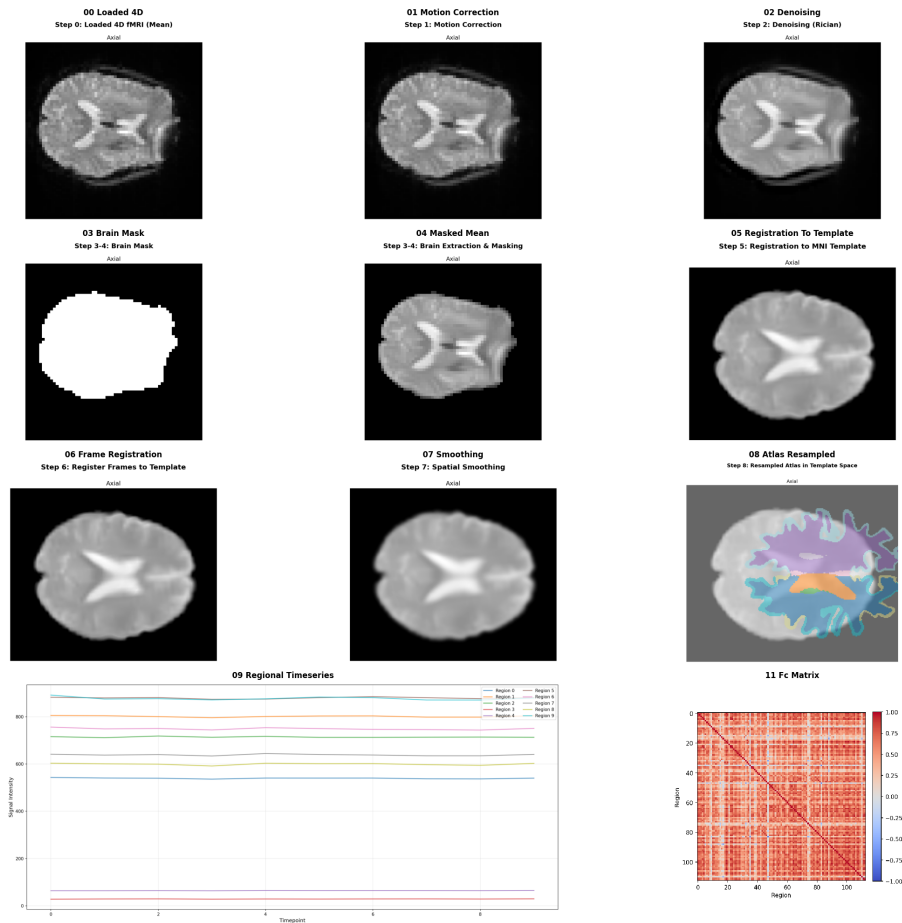 00 Loaded 4D
Step 0: Loaded 4D fMRI (Mean)
Axial
01 Motion Correction
Step 1: Motion Correction
Axial
02 Denoising
Step 2: Denoising (Rician)
Axial
03 Brain Mask
Step 3-4: Brain Mask
Axial
04 Masked Mean
Step 3-4: Brain Extraction & Masking
Axial
05 Registration To Template
Step 5: Registration to MNI Template
Axial
06 Frame Registration
Step 6: Register Frames to Template
Axial
07 Smoothing
Step 7: Spatial Smoothing
Axial
08 Atlas Resampled
Step 8: Resampled Atlas in Template Space
Axial
09 Regional Timeseries
Signal Intensity
800
600
400
200
0
0 2 4 6 8
Timepoint
Region 0
Region 1
Region 2
Region 3
Region 4
Region 5
Region 6
Region 7
Region 8
Region 9
11 Fc Matrix
Region
0
20
40
60
80
100
0 20 40 60 80 100
Region
1.00
0.75
0.50
0.25
0.00
−0.25
−0.50
−0.75
−1.00